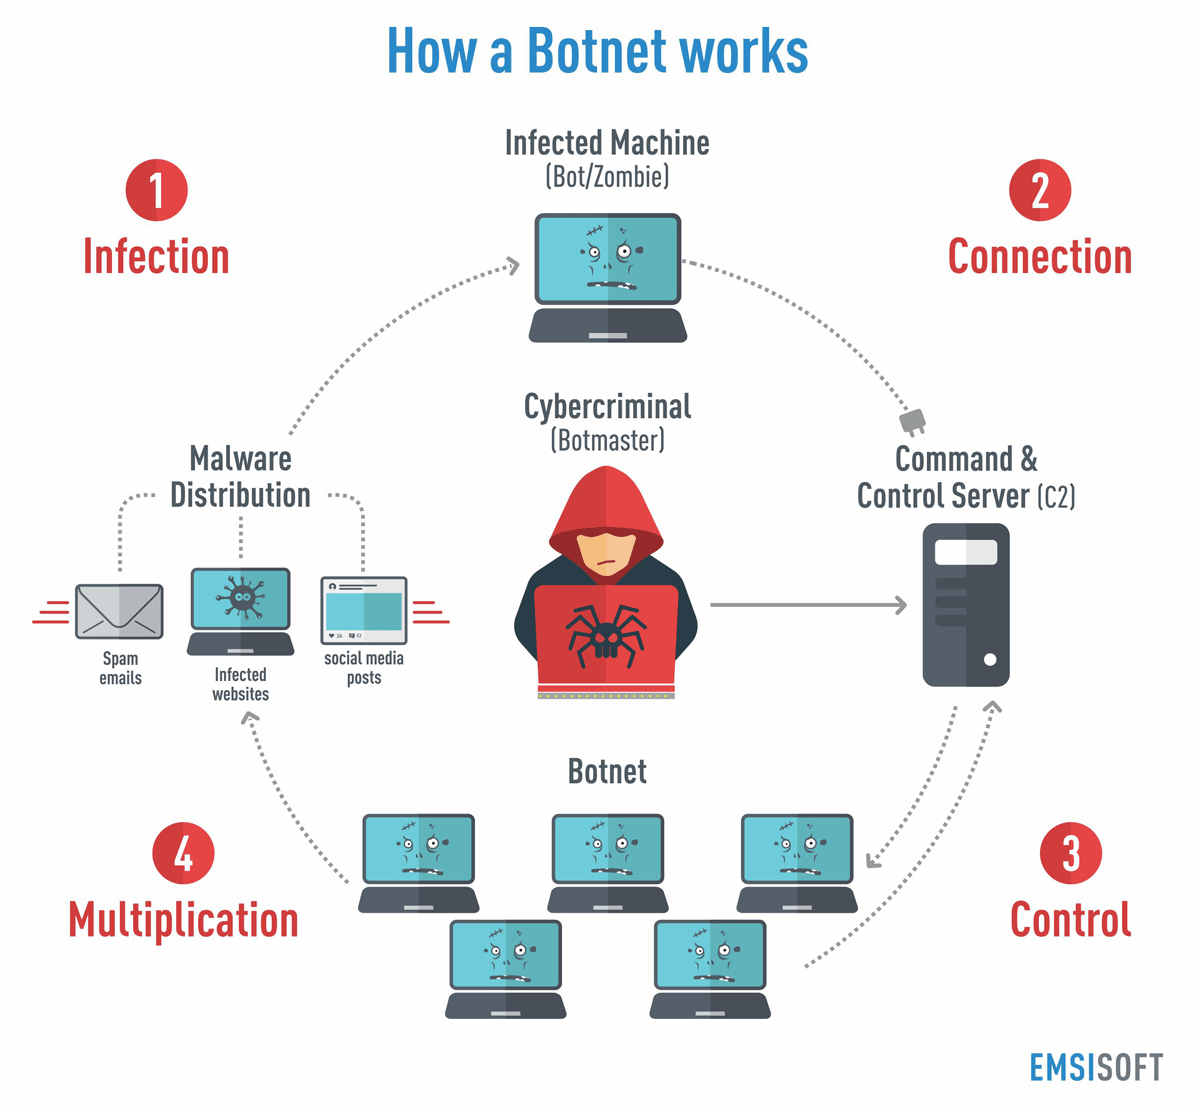 How a Botnet works
Infected Machine
(Bot/Zombie)
1
Infection
2
Connection
Cybercriminal
(Botmaster)
Malware
Distribution
Command &
Control Server (C2)
Spam
emails
Infected
websites
2k
social media
posts
Botnet
4
Multiplication
3
Control
EMSISOFT